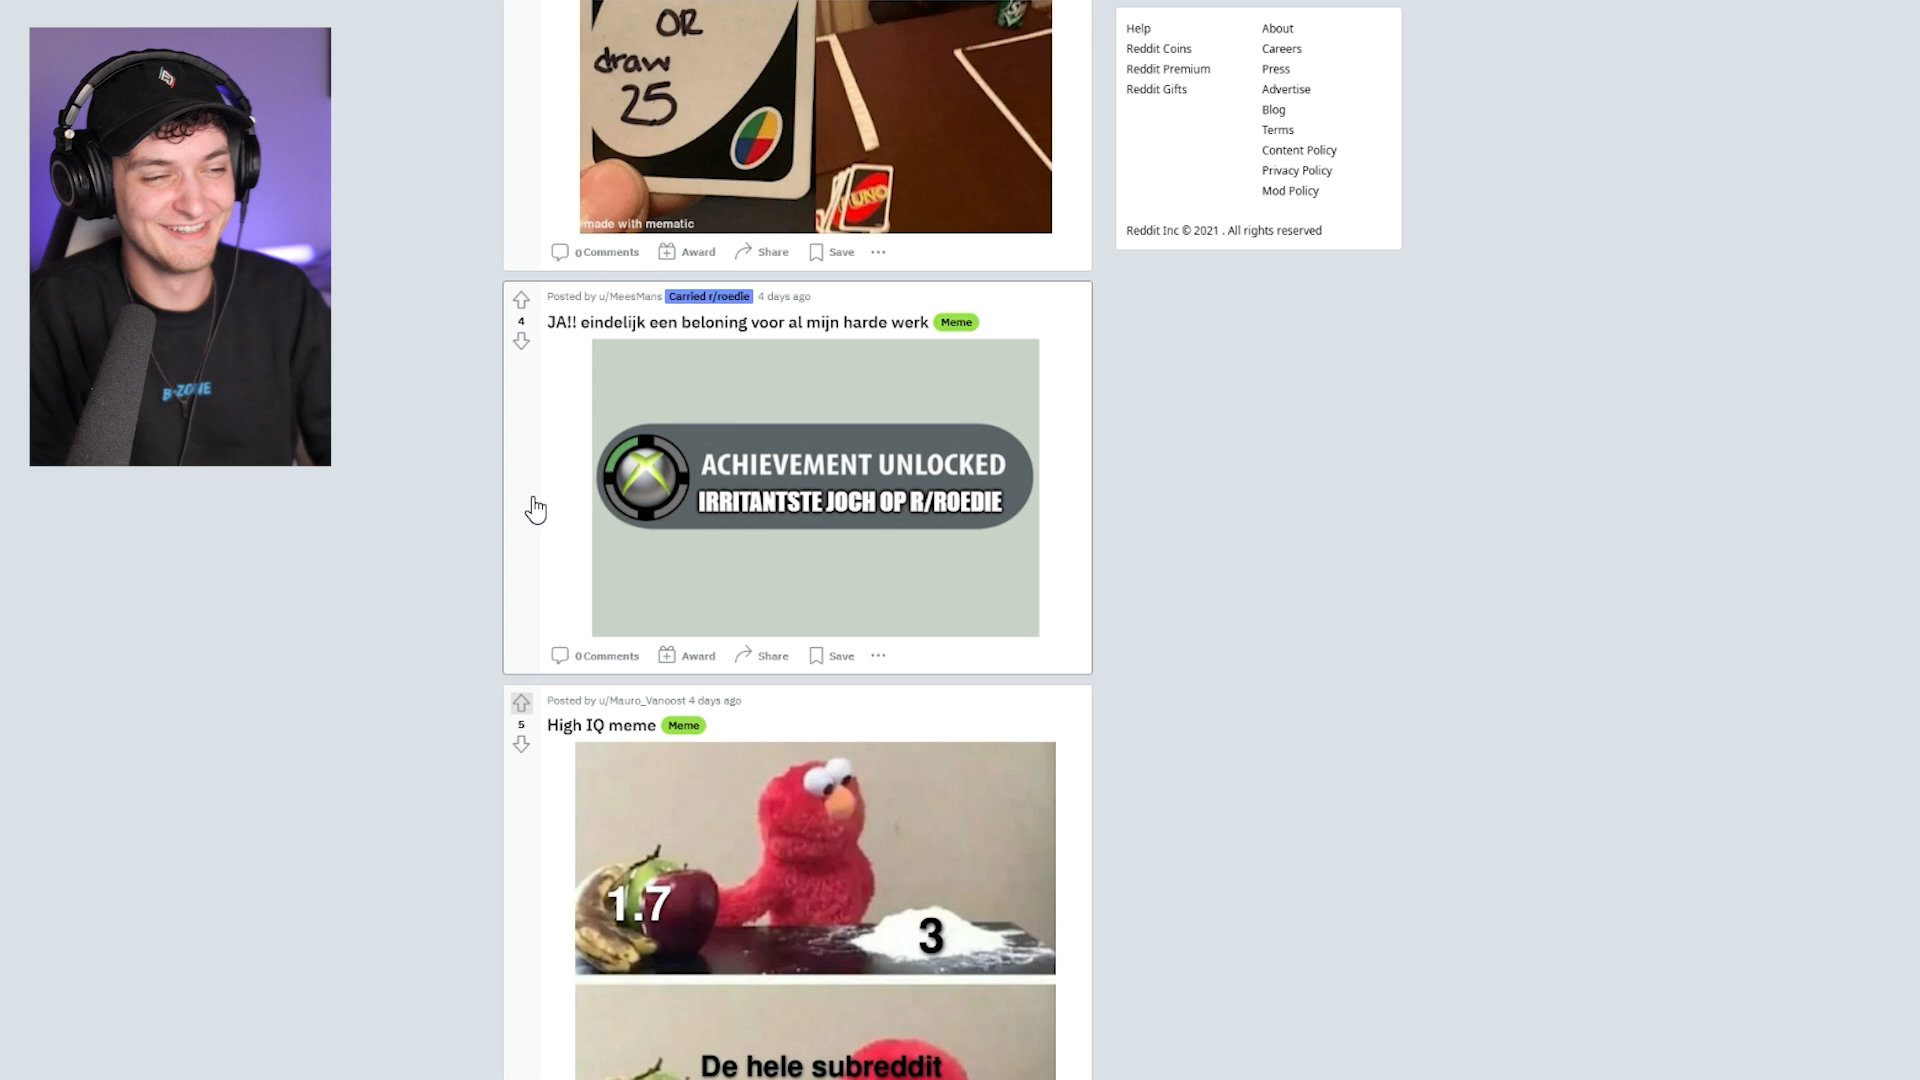 OR
draw
25
UNO
made with mematic
0 Comments Award Share Save
Posted by u/MeesMans Carried r/roedie 4 days ago
4
JA!! eindelijk een beloning voor al mijn harde werk Meme
ACHIEVEMENT UNLOCKED
IRRITANTSTE JOCH OP R/ROEDIE
0 Comments Award Share Save
Posted by u/Mauro_Vanoost 4 days ago
5
High IQ meme Meme
1.7
3
De hele subreddit
Help
Reddit Coins
Reddit Premium
Reddit Gifts
About
Careers
Press
Advertise
Blog
Terms
Content Policy
Privacy Policy
Mod Policy
Reddit Inc © 2021 . All rights reserved
B-ZONE